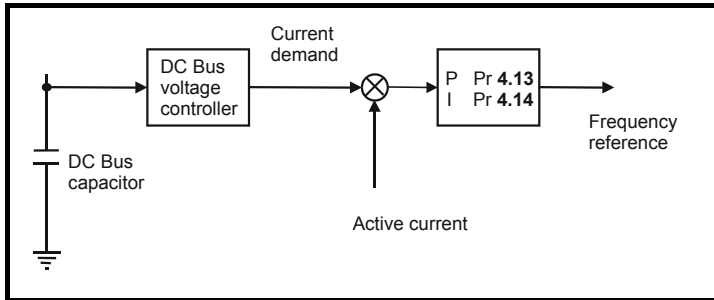 Current
demand
DC Bus
voltage
controller
P Pr 4.13
I Pr 4.14
Frequency
reference
DC Bus
capacitor
Active current